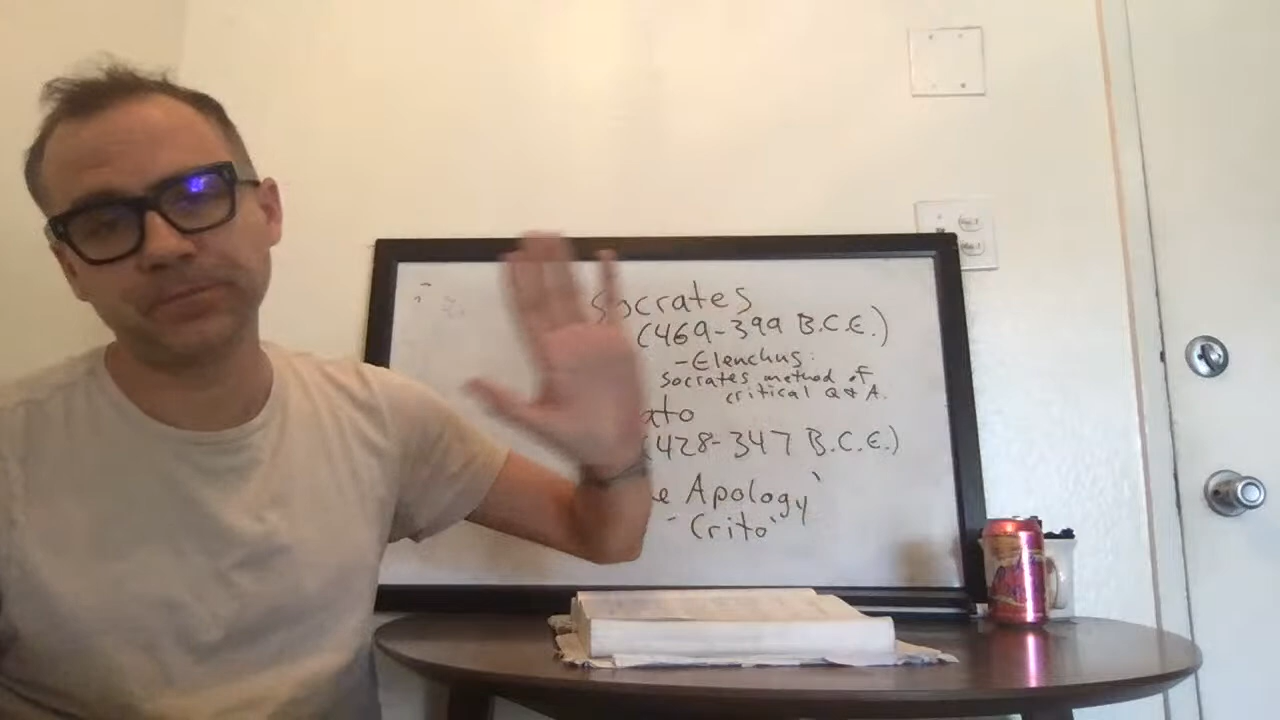 Socrates
(469-399 B.C.E.)
-Elenchus:
Socrates method of
critical Q & A.
ato
(428-347 B.C.E.)
e Apology`
"Crito"